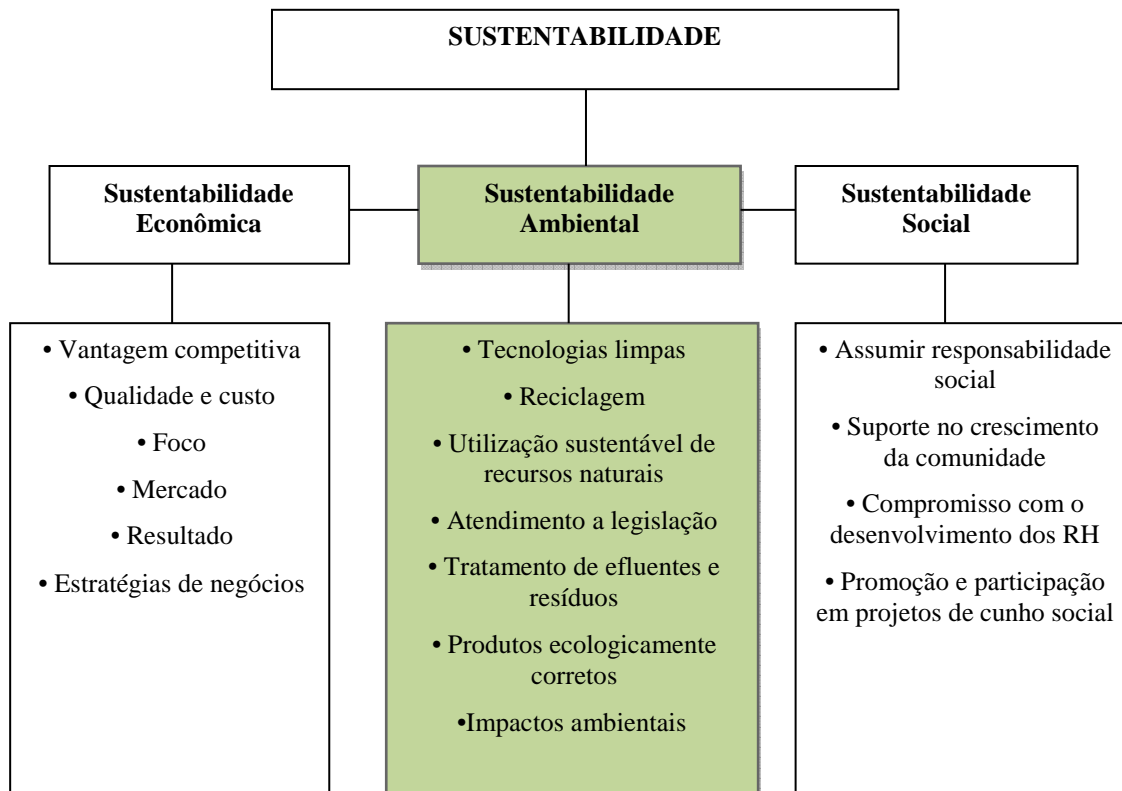 SUSTENTABILIDADE
Sustentabilidade
Econômica
Sustentabilidade
Ambiental
Sustentabilidade
Social
• Vantagem competitiva
• Qualidade e custo
• Foco
• Mercado
• Resultado
• Estratégias de negócios
• Tecnologias limpas
• Reciclagem
• Utilização sustentável de
recursos naturais
• Atendimento a legislação
• Tratamento de efluentes e
resíduos
• Produtos ecologicamente
corretos
•Impactos ambientais
• Assumir responsabilidade
social
• Suporte no crescimento
da comunidade
• Compromisso com o
desenvolvimento dos RH
• Promoção e participação
em projetos de cunho social